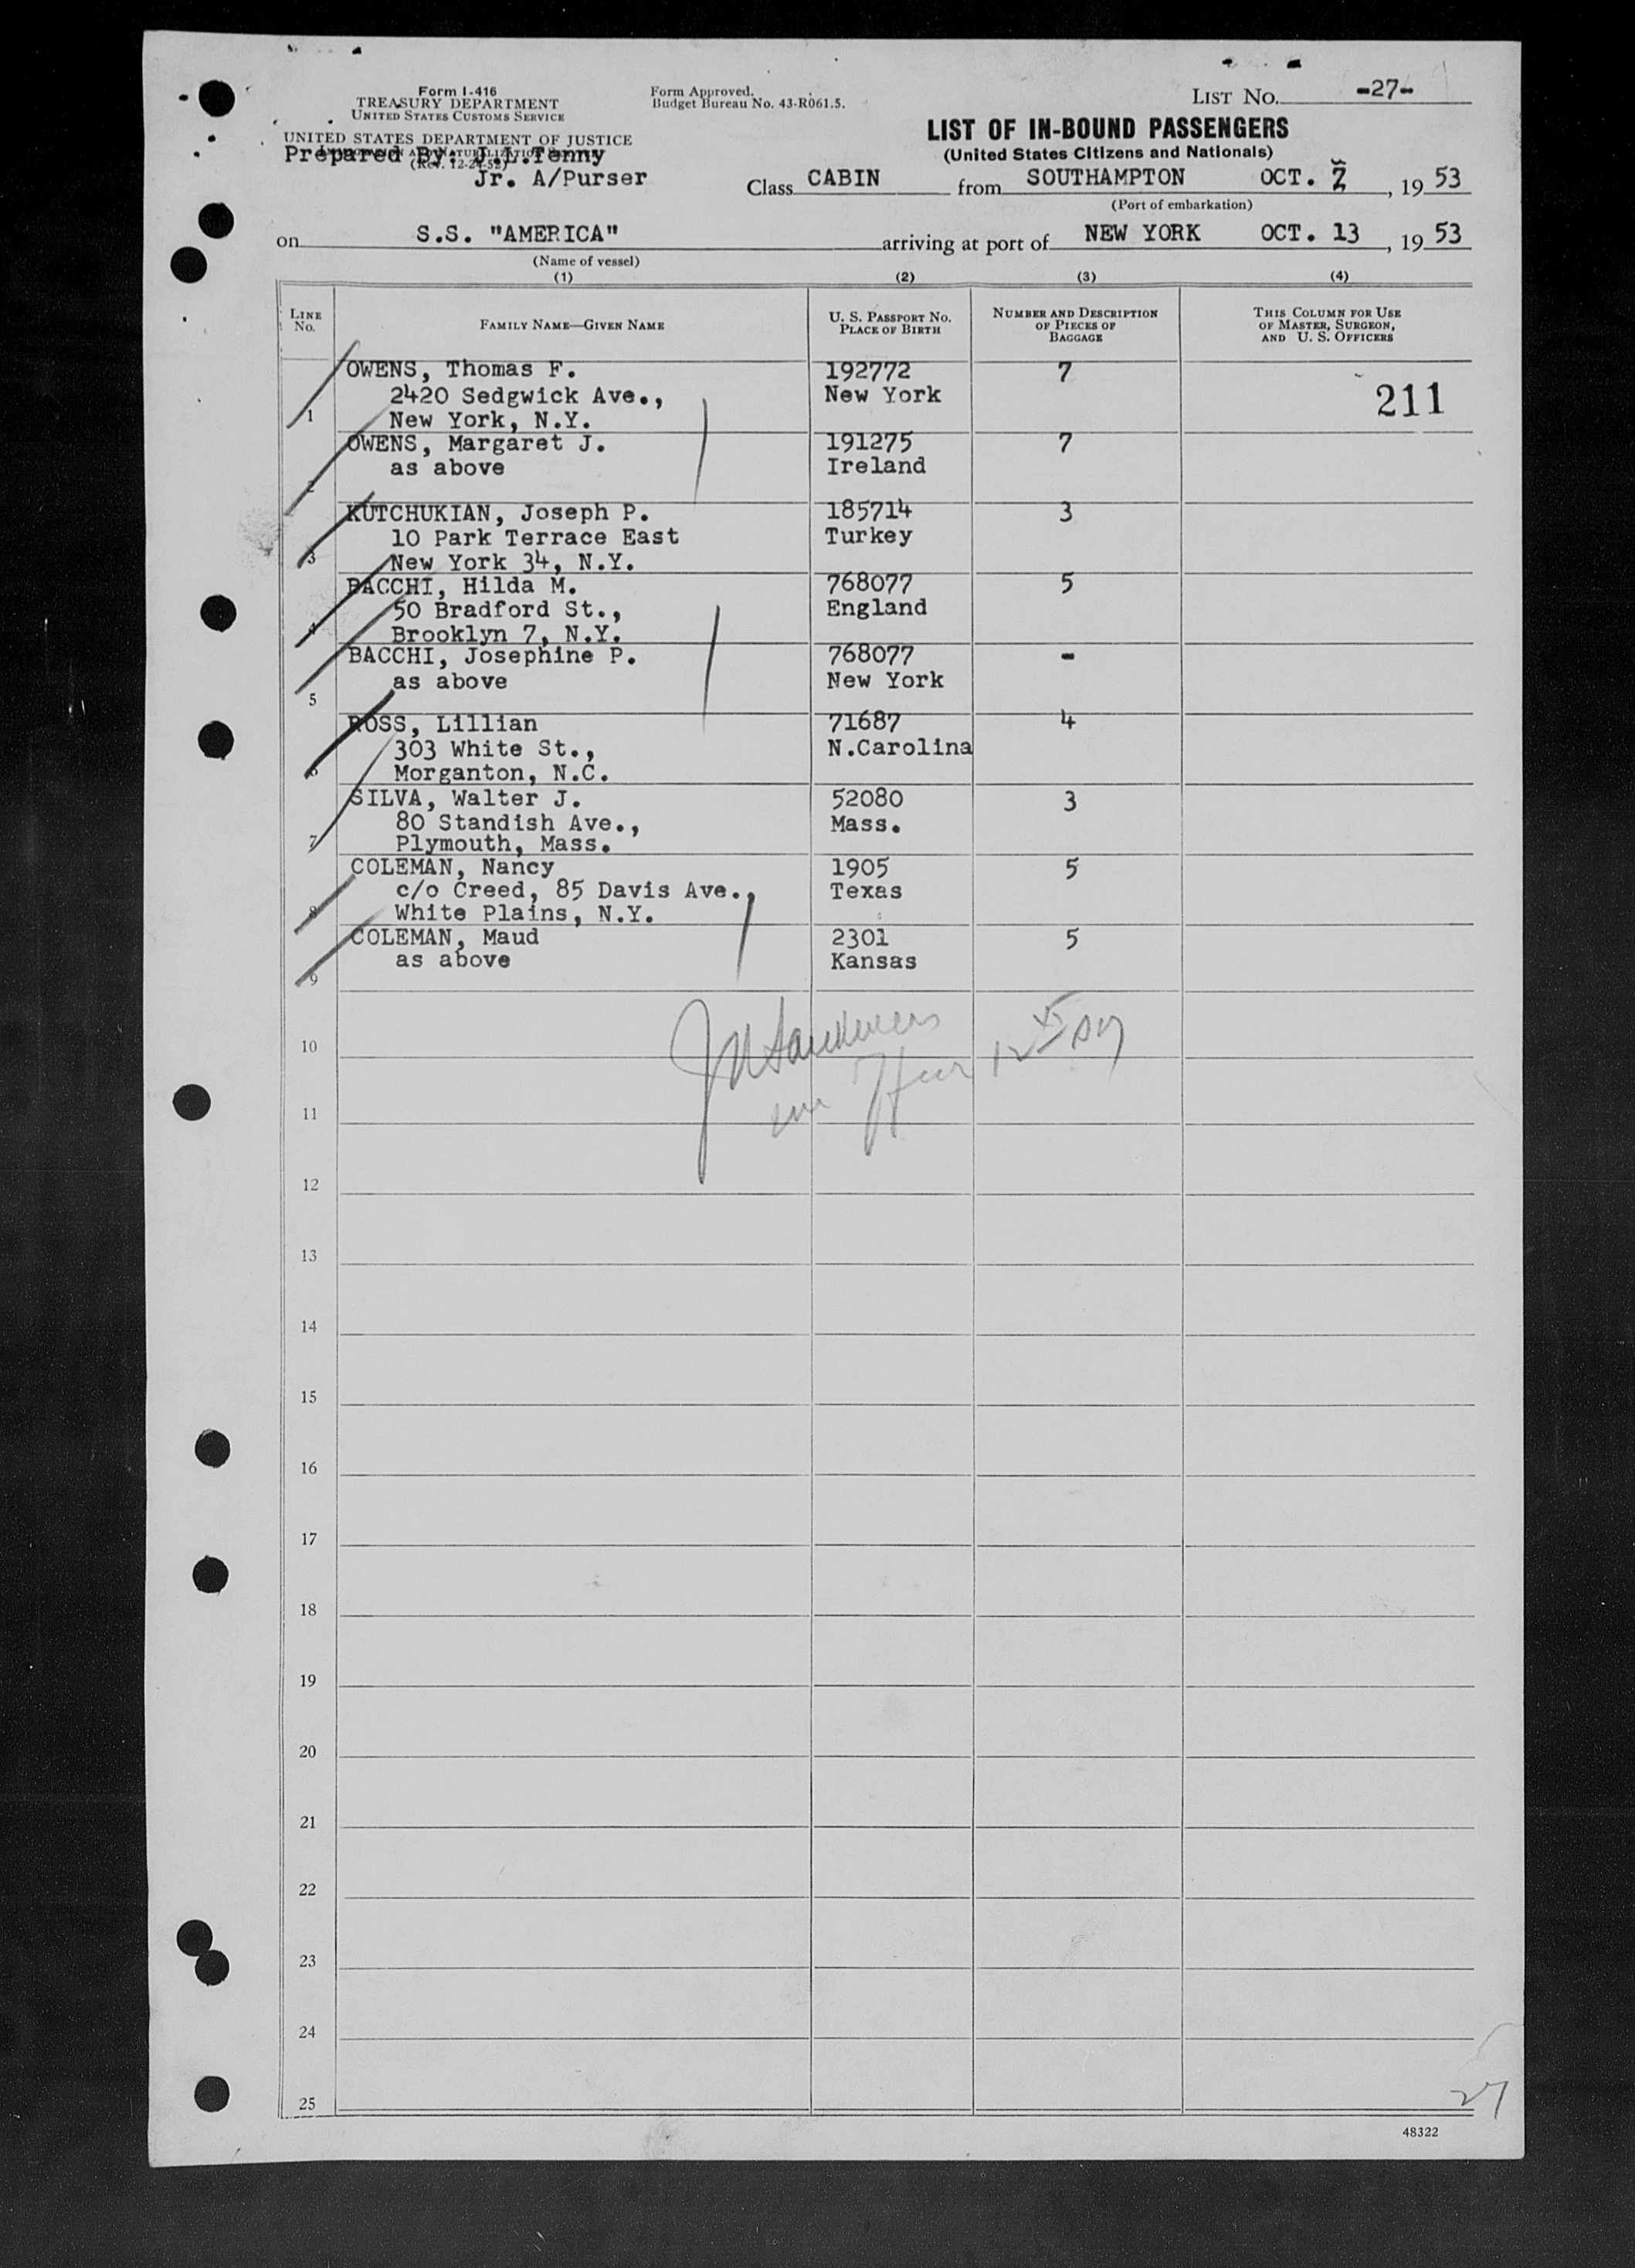 Form I-416
TREASURY DEPARTMENT
UNITED STATES CUSTOMS SERVICE
UNITED STATES DEPARTMENT OF JUSTICE
Prepared By: J.L.Tenny
Jr. A/Purser
Form Approved.
Budget Bureau No. 43-R061.5.
LIST No. -27-
LIST OF IN-BOUND PASSENGERS
(United States Citizens and Nationals)
Class CABIN from SOUTHAMPTON OCT. 7, 19 53
(Port of embarkation)
on S.S. "AMERICA" arriving at port of NEW YORK OCT. 13, 19 53
(Name of vessel)
(1) (2) (3) (4)
LINE No. FAMILY NAME—GIVEN NAME U. S. PASSPORT No. PLACE OF BIRTH NUMBER AND DESCRIPTION OF PIECES OF BAGGAGE THIS COLUMN FOR USE OF MASTER, SURGEON, AND U. S. OFFICERS
OWENS, Thomas F. 192772 7
2420 Sedgwick Ave., New York 211
1 New York, N.Y.
OWENS, Margaret J. 191275 7
as above Ireland
2
KUTCHUKIAN, Joseph P. 185714 3
10 Park Terrace East Turkey
3 New York 34, N.Y.
BACCHI, Hilda M. 768077 5
50 Bradford St., England
4 Brooklyn 7, N.Y.
BACCHI, Josephine P. 768077 -
as above New York
5
ROSS, Lillian 71687 4
303 White St., N.Carolina
6 Morganton, N.C.
SILVA, Walter J. 52080 3
80 Standish Ave., Mass.
7 Plymouth, Mass.
COLEMAN, Nancy 1905 5
c/o Creed, 85 Davis Ave., Texas
8 White Plains, N.Y.
COLEMAN, Maud 2301 5
as above Kansas
9
10
11
12
13
14
15
16
17
18
19
20
21
22
23
24
25
27
48322